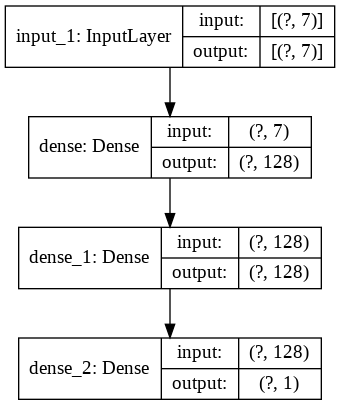 input_1: InputLayer
input: [(?, 7)]
output: [(?, 7)]
dense: Dense
input: (?, 7)
output: (?, 128)
dense_1: Dense
input: (?, 128)
output: (?, 128)
dense_2: Dense
input: (?, 128)
output: (?, 1)